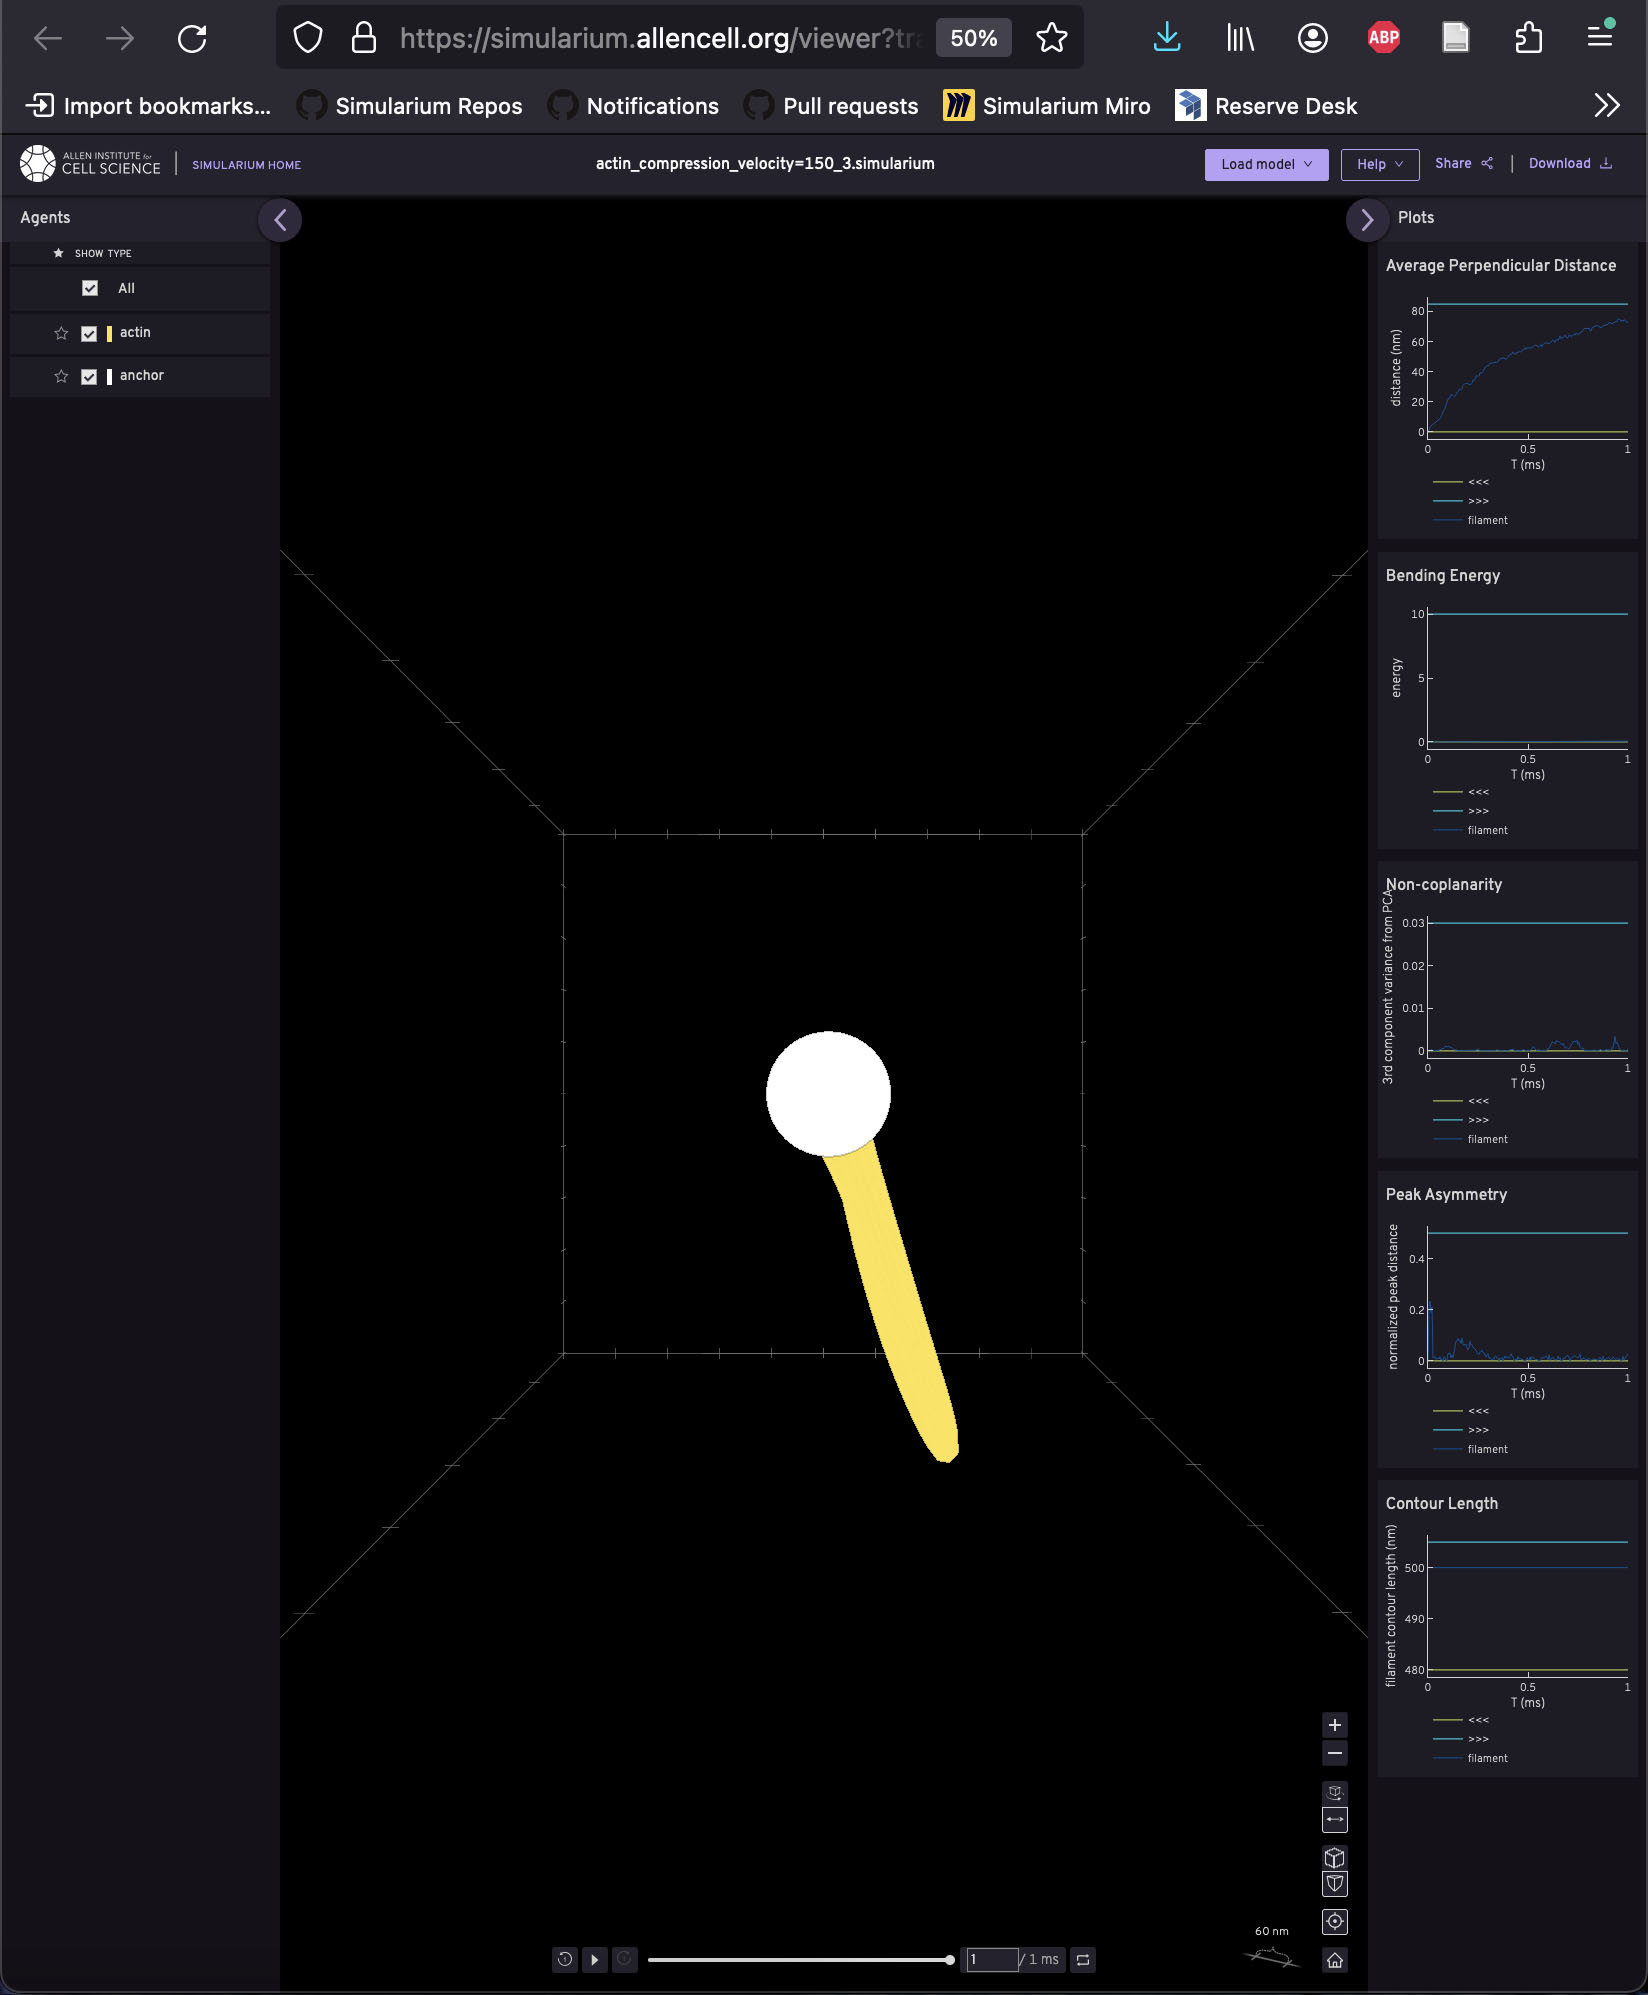 https://simularium.allencell.org/viewer?tra
50%
ABP
Import bookmarks...
Simularium Repos
Notifications
Pull requests
Simularium Miro
Reserve Desk
ALLEN INSTITUTE for
CELL SCIENCE
SIMULARIUM HOME
actin_compression_velocity=150_3.simularium
Load model
Help
Share
Download
Agents
SHOW TYPE
All
actin
anchor
Plots
Average Perpendicular Distance
distance (nm)
80
60
40
20
0
0
0.5
1
T (ms)
<<<
>>>
filament
Bending Energy
energy
10
5
0
0
0.5
1
T (ms)
<<<
>>>
filament
Non-coplanarity
3rd component variance from PCA
0.03
0.02
0.01
0
0
0.5
1
T (ms)
<<<
>>>
filament
Peak Asymmetry
normalized peak distance
0.4
0.2
0
0
0.5
1
T (ms)
<<<
>>>
filament
Contour Length
filament contour length (nm)
500
490
480
0
0.5
1
T (ms)
<<<
>>>
filament
60 nm
1
/ 1 ms